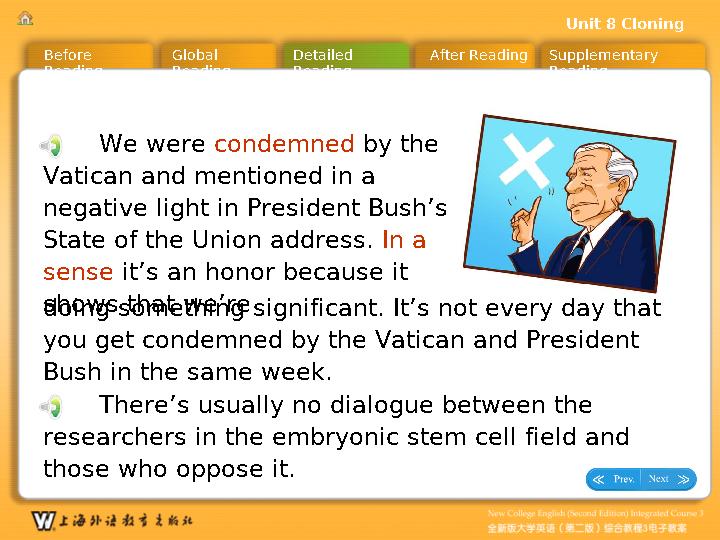 Unit 8 Cloning
Before Reading
Global Reading
Detailed Reading
After Reading
Supplementary Reading
We were condemned by the
Vatican and mentioned in a
negative light in President Bush’s
State of the Union address. In a
sense it’s an honor because it
shows that we’re
doing something significant. It’s not every day that
you get condemned by the Vatican and President
Bush in the same week.
There’s usually no dialogue between the
researchers in the embryonic stem cell field and
those who oppose it.
Prev. Next
W 上海外语教育出版社
New College English (Second Edition) Integrated Course 3
全新版大学英语（第二版）综合教程3电子教案